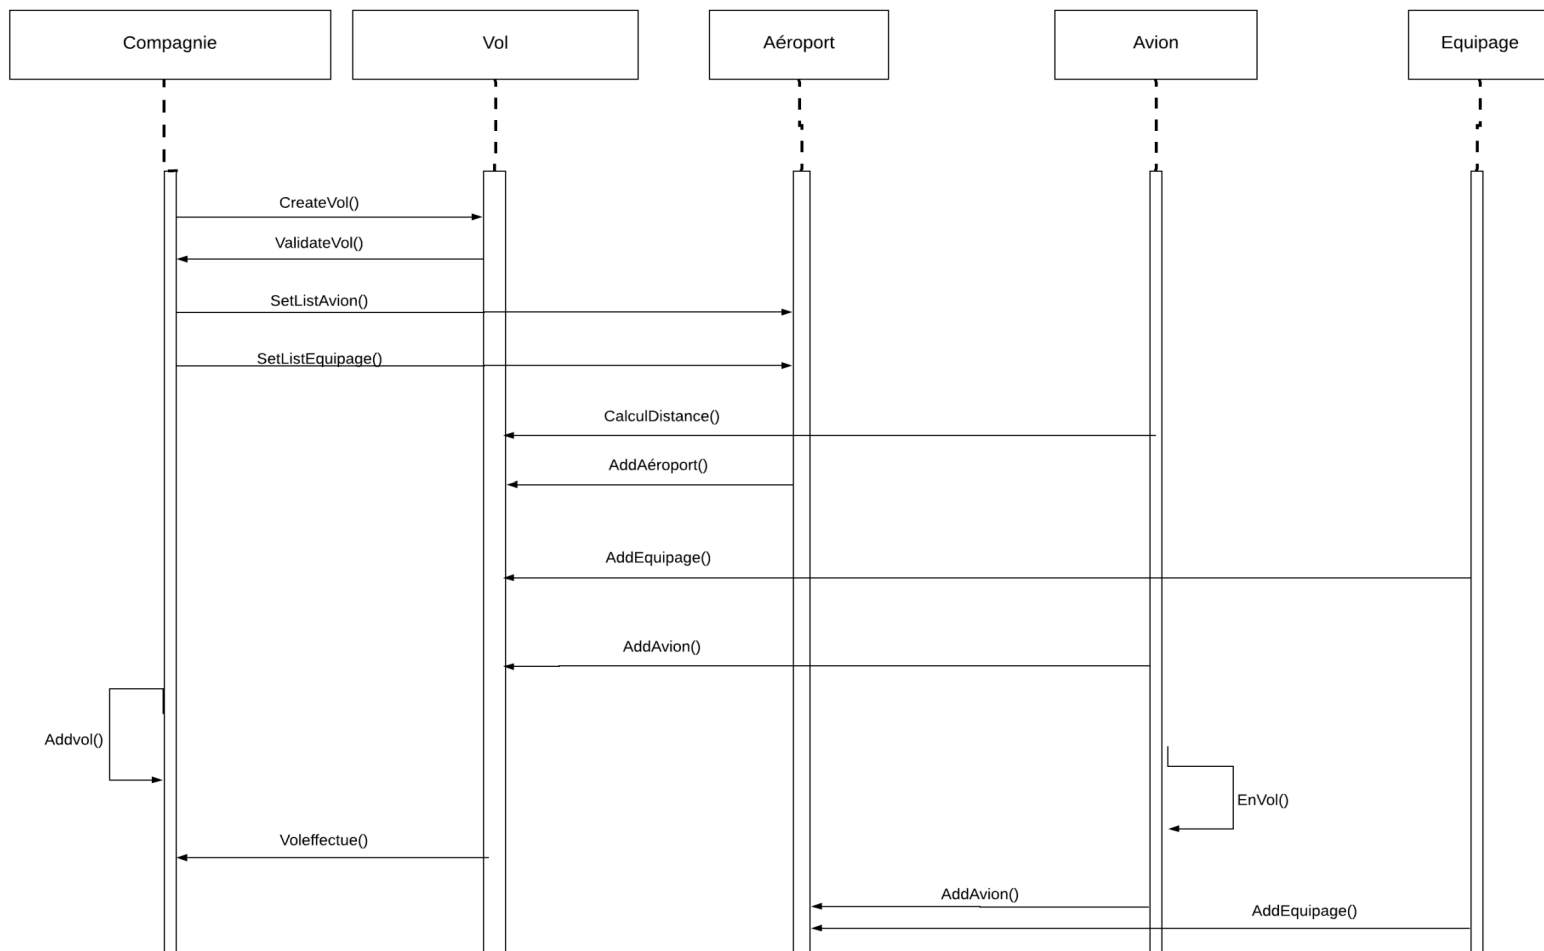 Compagnie
Vol
Aéroport
Avion
Equipage
CreateVol()
ValidateVol()
SetListAvion()
SetListEquipage()
CalculDistance()
AddAéroport()
AddEquipage()
AddAvion()
Addvol()
EnVol()
Voleffectue()
AddAvion()
AddEquipage()